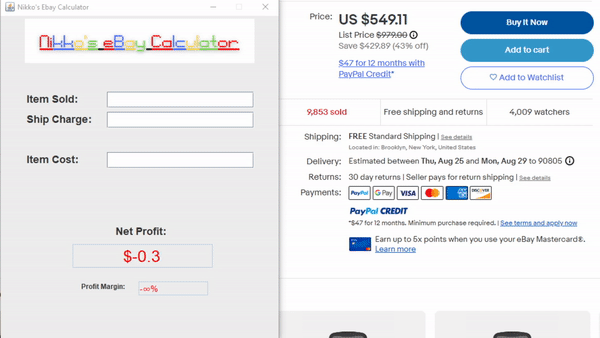 Nikko's Ebay Calculator
Nikko's eBay Calculator
Item Sold:
Ship Charge:
Item Cost:
Net Profit:
$-0.3
Profit Margin:
-∞%
Price:
US $549.11
List Price $979.00
Save $429.89 (43% off)
$47 for 12 months with
PayPal Credit*
Buy It Now
Add to cart
Add to Watchlist
9,853 sold
Free shipping and returns
4,009 watchers
Shipping:
FREE Standard Shipping | See details
Located in: Brooklyn, New York, United States
Delivery:
Estimated between Thu, Aug 25 and Mon, Aug 29 to 90805
Returns:
30 day returns | Seller pays for return shipping | See details
Payments:
PayPal
G Pay
VISA
DISCOVER
PayPal CREDIT
*$47 for 12 months. Minimum purchase required. | See terms and apply now
Earn up to 5x points when you use your eBay Mastercard®.
Learn more